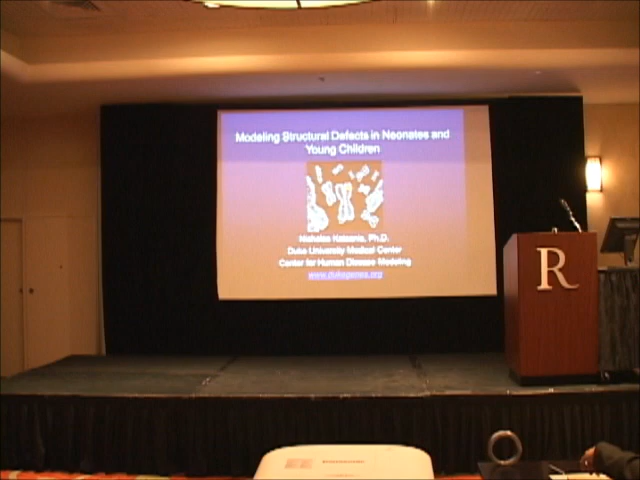 Modeling Structural Defects in Neonates and
Young Children
Nicholas Katsanis, Ph.D.
Duke University Medical Center
Center for Human Disease Modeling
www.dukegenes.org
R